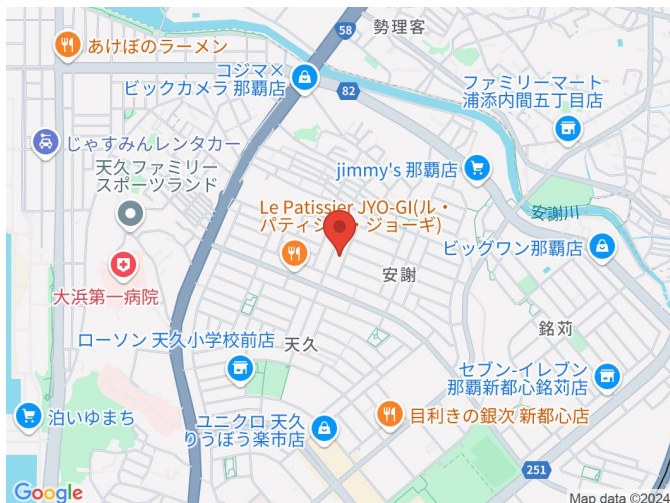 勢理客
58
あけぼのラーメン
コジマ×
ビックカメラ 那覇店
82
ファミリーマート
浦添内間五丁目店
じゃすみんレンタカー
天久ファミリー
スポーツランド
jimmy's 那覇店
Le Patissier JYO-GI(ル・
パティシエ・ジョーギ)
安謝川
ビッグワン那覇店
安謝
大浜第一病院
銘苅
ローソン 天久小学校前店
天久
セブン-イレブン
那覇新都心銘苅店
泊いゆまち
ユニクロ 天久
りうぼう楽市店
目利きの銀次 新都心店
251
Google
Map data ©2024